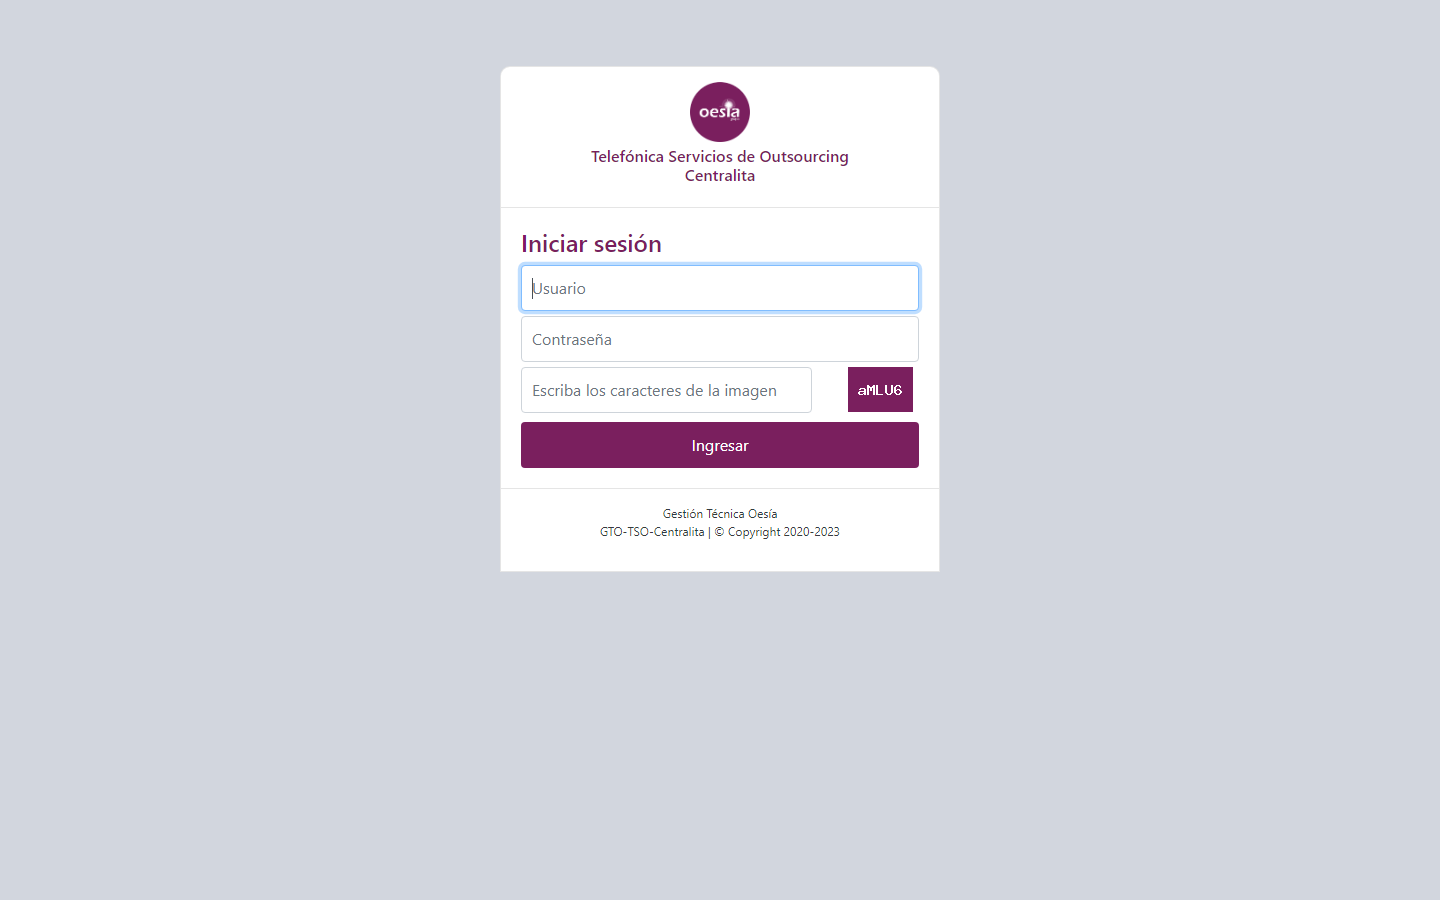 oesía
Telefónica Servicios de Outsourcing
Centralita
Iniciar sesión
Usuario
Contraseña
Escriba los caracteres de la imagen
aMLU6
Ingresar
Gestión Técnica Oesía
GTO-TSO-Centralita | © Copyright 2020-2023